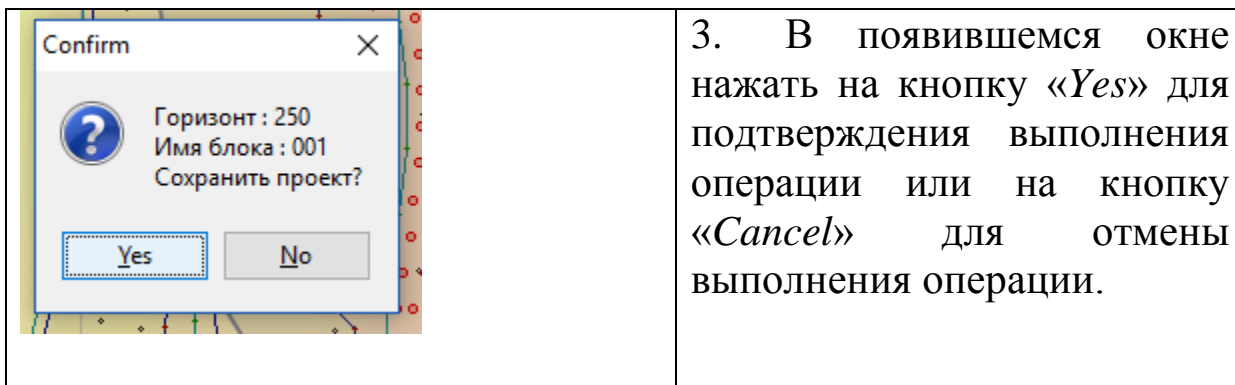 Confirm
Горизонт : 250
Имя блока : 001
Сохранить проект?
Yes
No
3. В появившемся окне
нажать на кнопку «Yes» для
подтверждения выполнения
операции или на кнопку
«Cancel» для отмены
выполнения операции.